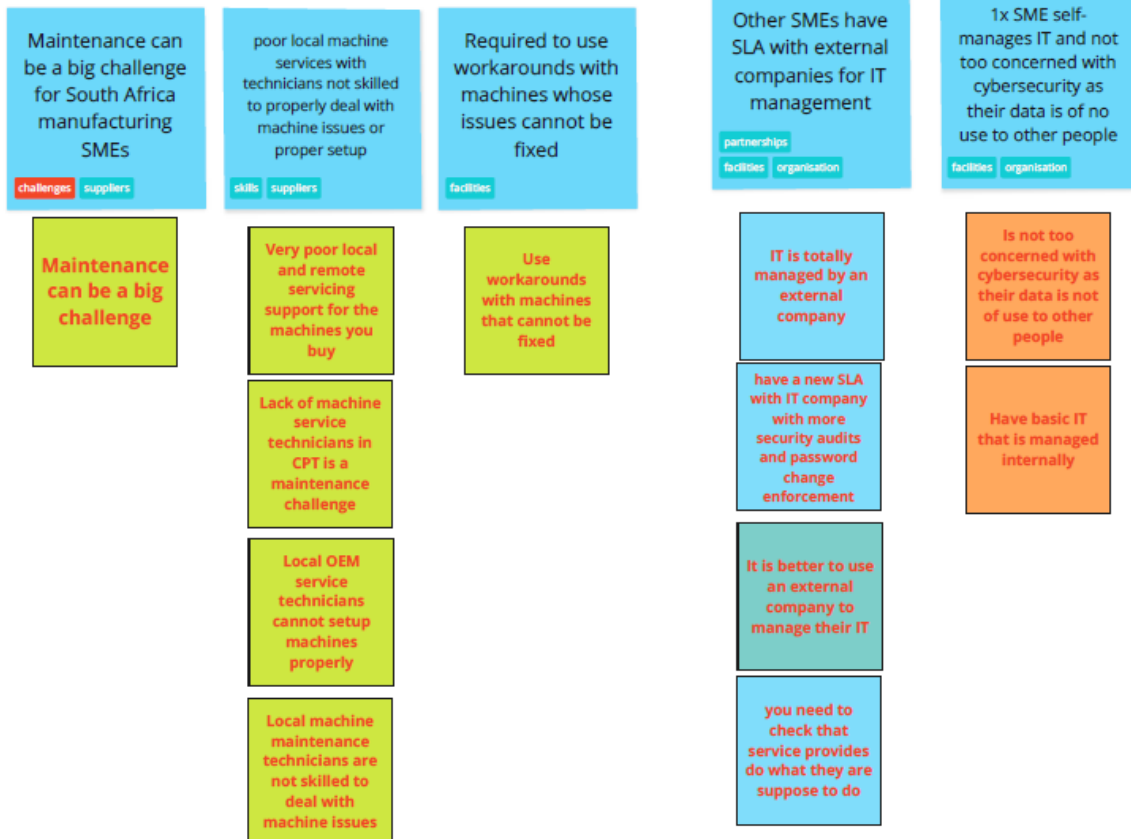 Maintenance can
be a big challenge
for South Africa
manufacturing
SMEs
challenges suppliers
Maintenance
can be a big
challenge
poor local machine
services with
technicians not skilled
to properly deal with
machine issues or
proper setup
skills suppliers
Very poor local
and remote
servicing
support for the
machines you
buy
Lack of machine
service
technicians in
CPT is a
maintenance
challenge
Local OEM
service
technicians
cannot setup
machines
properly
Local machine
maintenance
technicians are
not skilled to
deal with
machine issues
Required to use
workarounds with
machines whose
issues cannot be
fixed
facilities
Use
workarounds
with machines
that cannot be
fixed
Other SMEs have
SLA with external
companies for IT
management
partnerships
facilities organisation
IT is totally
managed by an
external
company
have a new SLA
with IT company
with more
security audits
and password
change
enforcement
It is better to use
an external
company to
manage their IT
you need to
check that
service provides
do what they are
suppose to do
1x SME self-
manages IT and not
too concerned with
cybersecurity as
their data is of no
use to other people
facilities organisation
Is not too
concerned with
cybersecurity as
their data is not
of use to other
people
Have basic IT
that is managed
internally